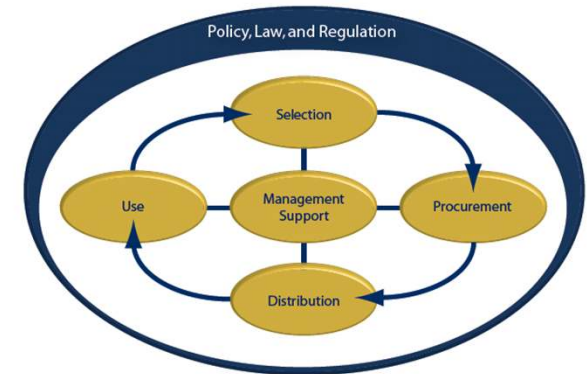 Policy, Law, and Regulation
Selection
Use
Management
Support
Procurement
Distribution